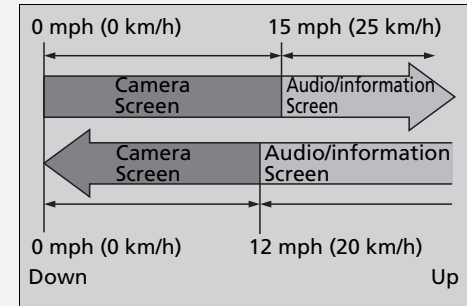 0 mph (0 km/h) 15 mph (25 km/h)
Camera
Screen
Audio/information
Screen
Camera
Screen
Audio/information
Screen
0 mph (0 km/h) 12 mph (20 km/h)
Down Up